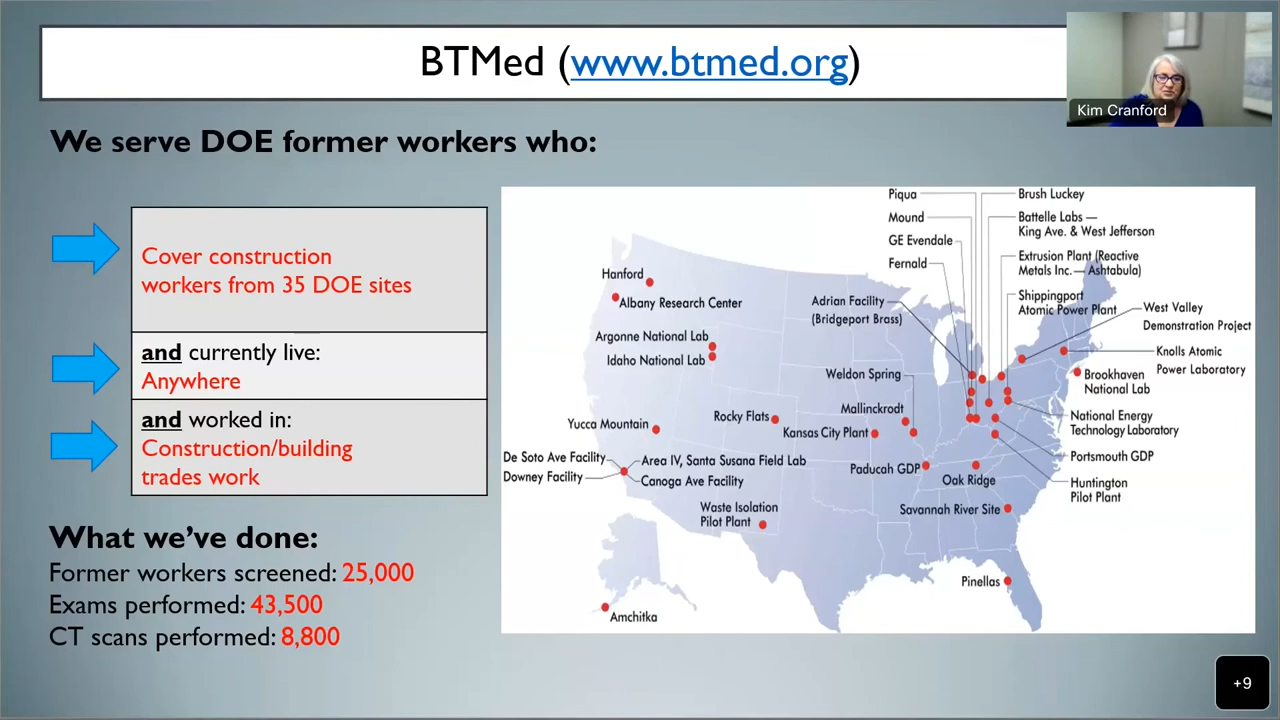 BTMed (www.btmed.org)
Kim Cranford
We serve DOE former workers who:
Cover construction
workers from 35 DOE sites
and currently live:
Anywhere
and worked in:
Construction/building
trades work
What we've done:
Former workers screened: 25,000
Exams performed: 43,500
CT scans performed: 8,800
Hanford
Albany Research Center
Argonne National Lab
Idaho National Lab
Yucca Mountain
Rocky Flats
De Soto Ave Facility
Downey Facility
Area IV, Santa Susana Field Lab
Canoga Ave Facility
Waste Isolation
Pilot Plant
Amchitka
Piqua
Mound
GE Evendale
Fernald
Adrian Facility
(Bridgeport Brass)
Weldon Spring
Mallinckrodt
Kansas City Plant
Paducah GDP
Oak Ridge
Savannah River Site
Pinellas
Brush Luckey
Battelle Labs —
King Ave. & West Jefferson
Extrusion Plant (Reactive
Metals Inc. — Ashtabula)
Shippingport
Atomic Power Plant
West Valley
Demonstration Project
Knolls Atomic
Power Laboratory
Brookhaven
National Lab
National Energy
Technology Laboratory
Portsmouth GDP
Huntington
Pilot Plant
+9